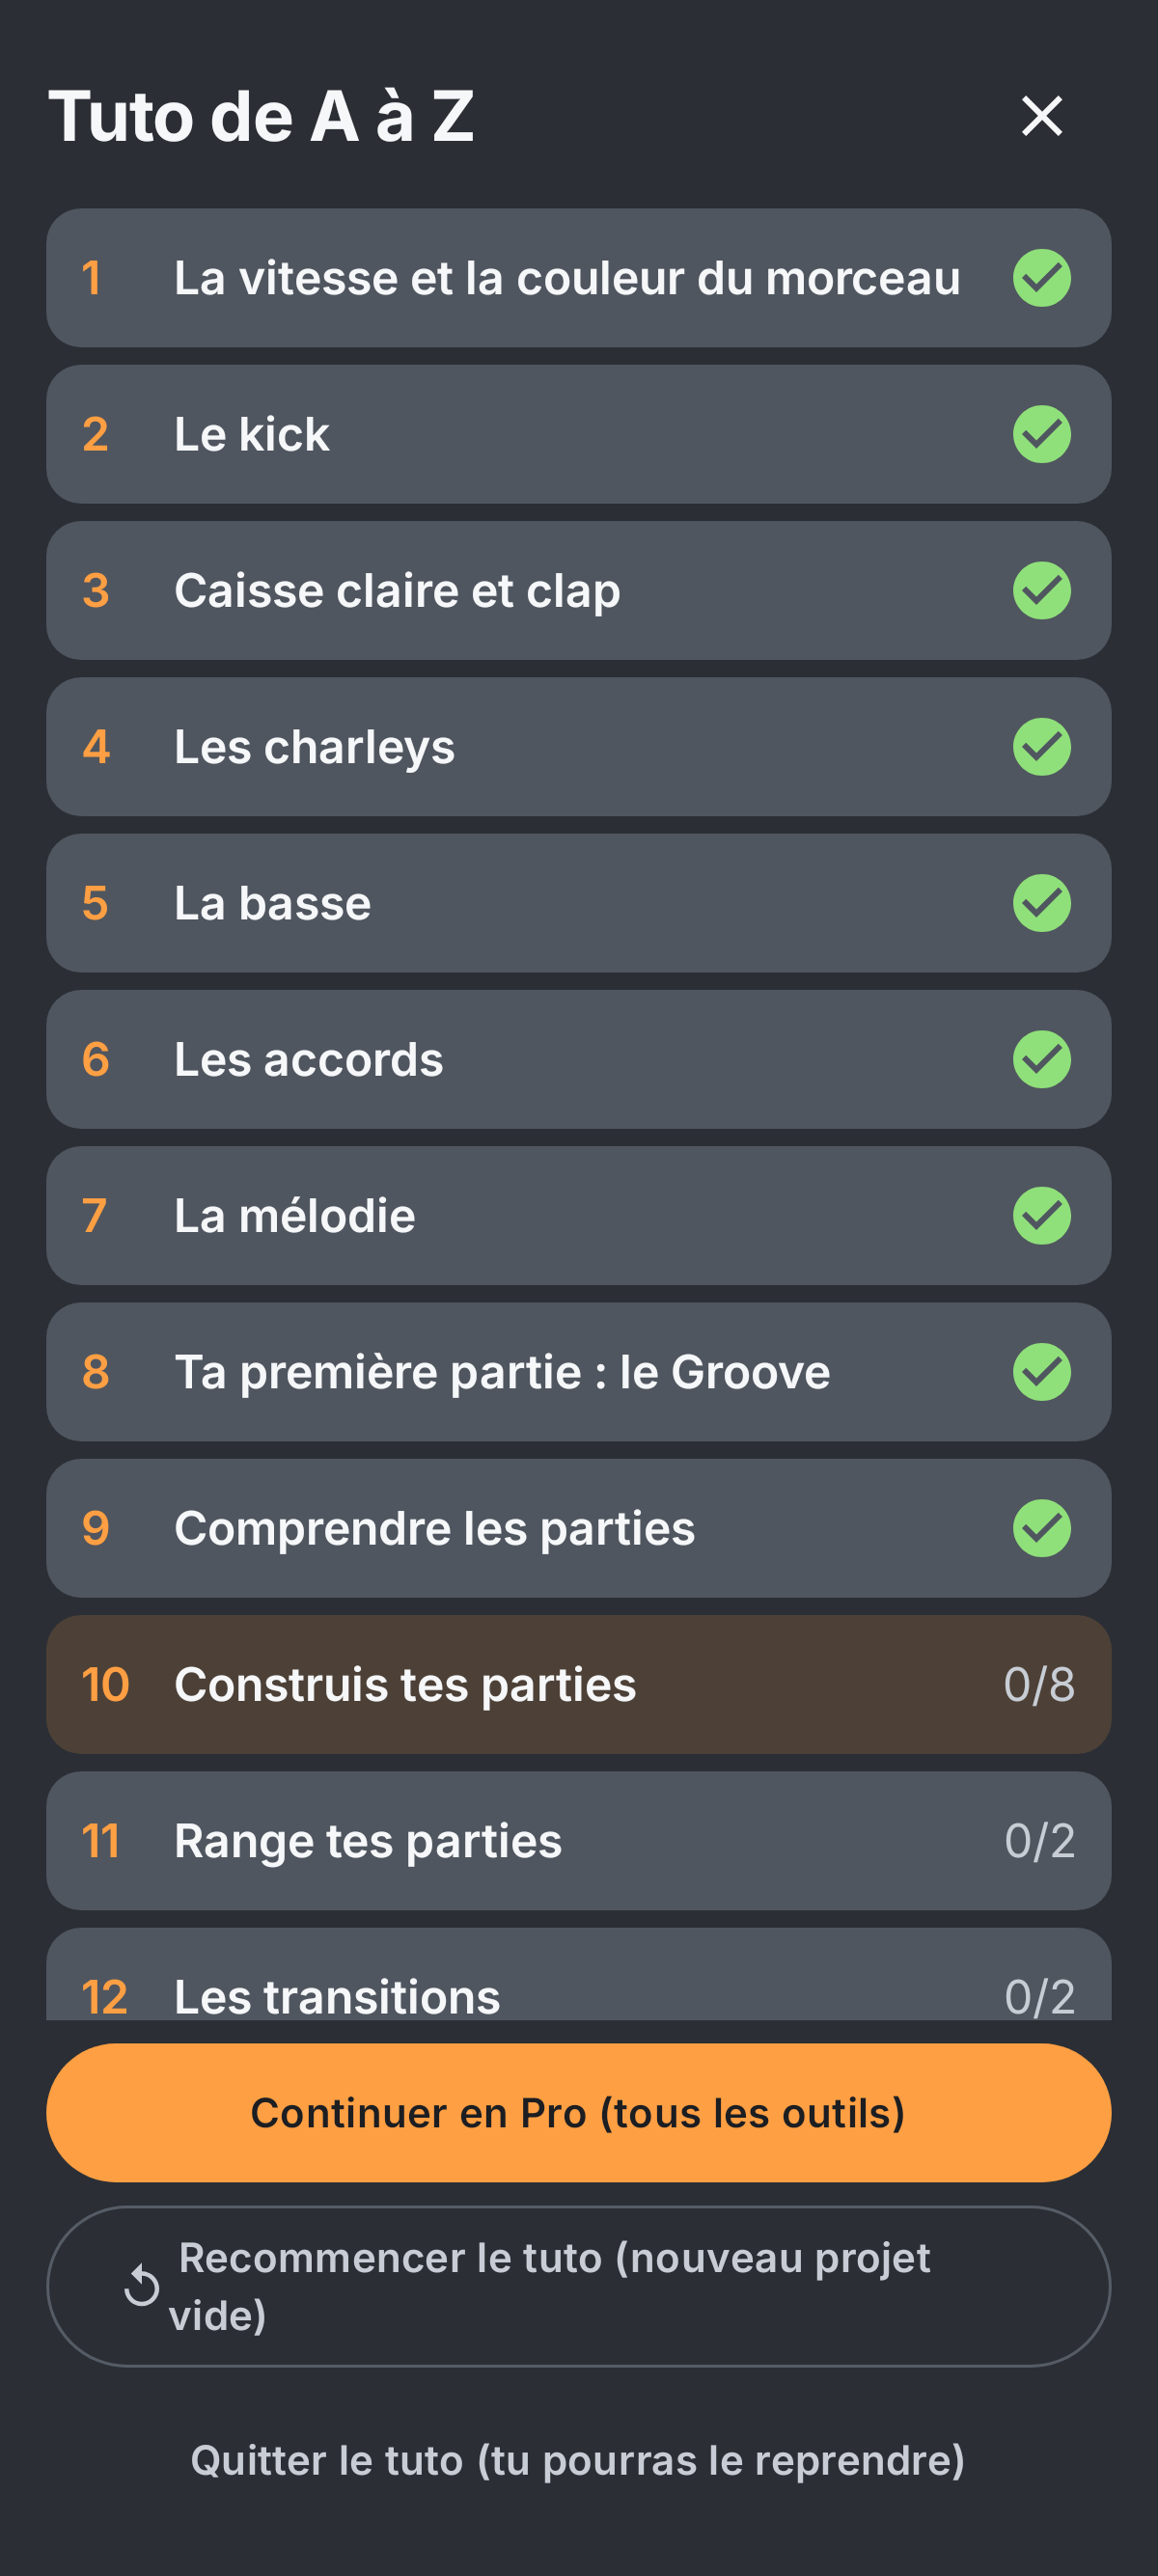 Tuto de A à Z
1 La vitesse et la couleur du morceau
2 Le kick
3 Caisse claire et clap
4 Les charleys
5 La basse
6 Les accords
7 La mélodie
8 Ta première partie : le Groove
9 Comprendre les parties
10 Construis tes parties 0/8
11 Range tes parties 0/2
12 Les transitions 0/2
Continuer en Pro (tous les outils)
Recommencer le tuto (nouveau projet
vide)
Quitter le tuto (tu pourras le reprendre)